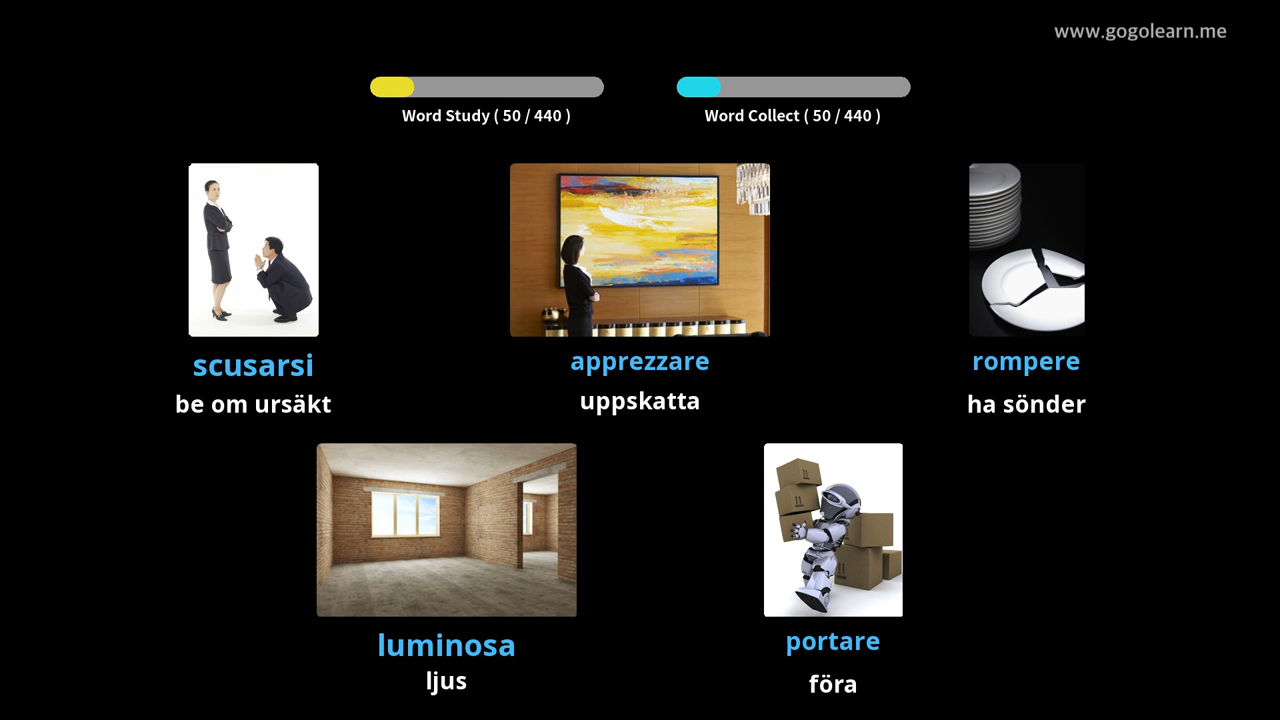 www.gogolearn.me
Word Study ( 50 / 440 )
Word Collect ( 50 / 440 )
scusarsi
be om ursäkt
apprezzare
uppskatta
rompere
ha sönder
luminosa
ljus
portare
föra